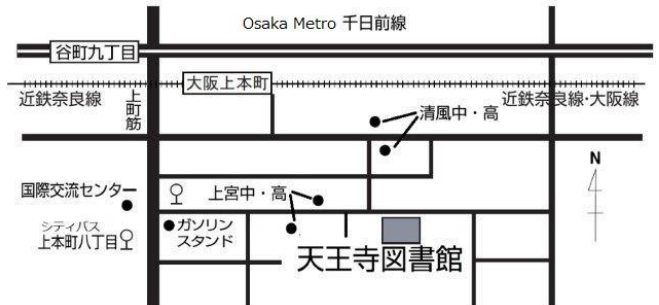 Osaka Metro 千日前線
谷町九丁目
大阪上本町
近鉄奈良線
上町筋
近鉄奈良線・大阪線
清風中・高
N
国際交流センター
上宮中・高
シティバス
上本町八丁目
ガソリン
スタンド
天王寺図書館